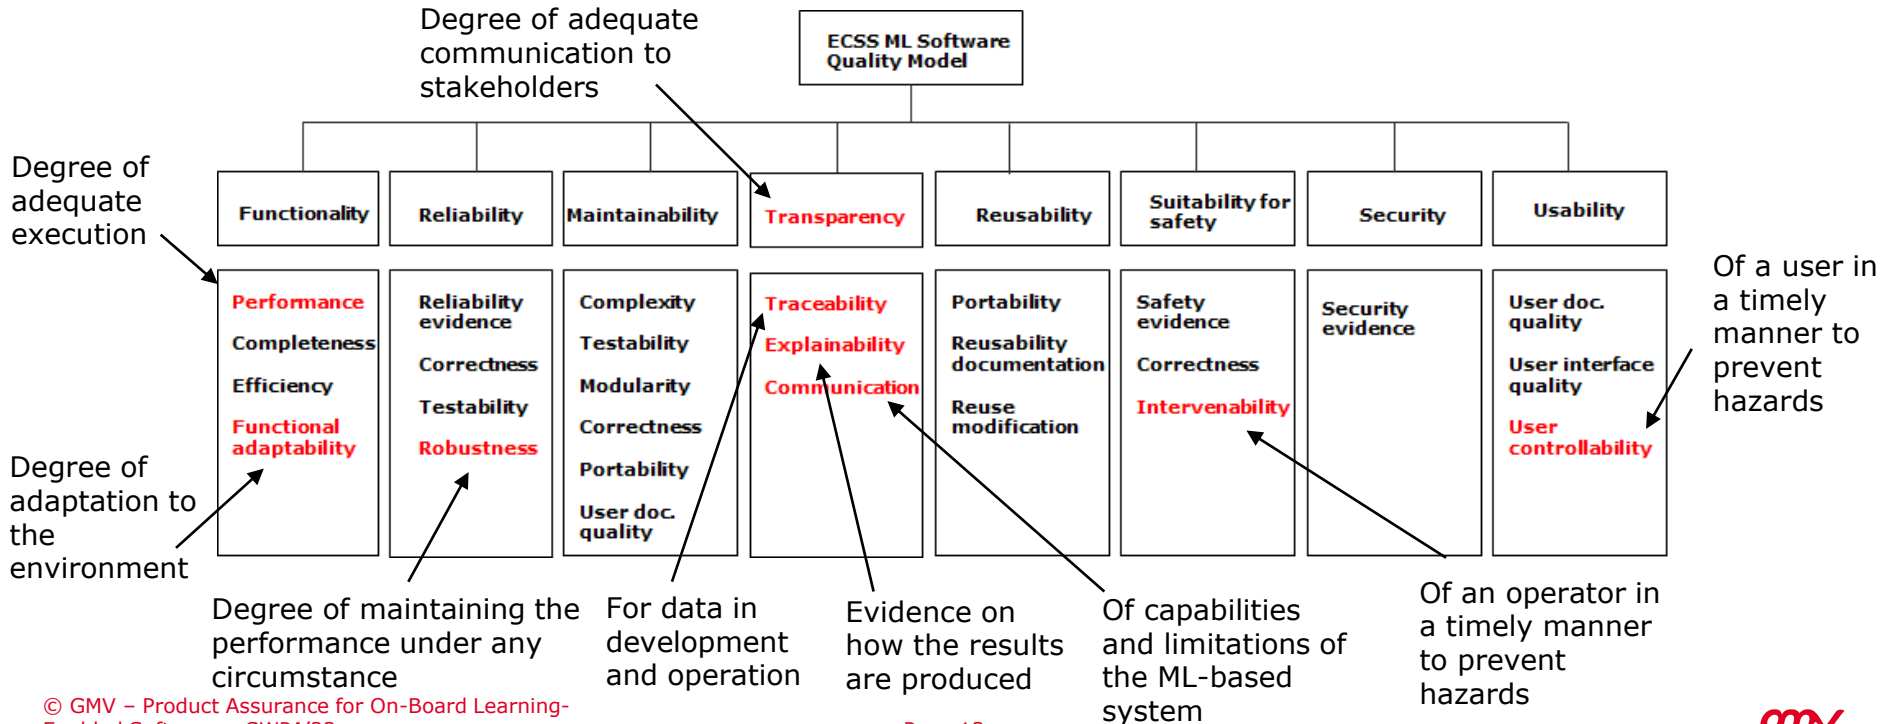 Degree of adequate
communication to
stakeholders
ECSS ML Software
Quality Model
Degree of
adequate
execution
Functionality
Reliability
Maintainability
Transparency
Reusability
Suitability for
safety
Security
Usability
Performance
Completeness
Efficiency
Functional
adaptability
Reliability
evidence
Correctness
Testability
Robustness
Complexity
Testability
Modularity
Correctness
Portability
User doc.
quality
Traceability
Explainability
Communication
Portability
Reusability
documentation
Reuse
modification
Safety
evidence
Correctness
Intervenability
Security
evidence
User doc.
quality
User interface
quality
User
controllability
Of a user in
a timely
manner to
prevent
hazards
Degree of
adaptation to
the
environment
Degree of maintaining the
performance under any
circumstance
For data in
development
and operation
Evidence on
how the results
are produced
Of capabilities
and limitations of
the ML-based
system
Of an operator in
a timely manner
to prevent
hazards
© GMV – Product Assurance for On-Board Learning-